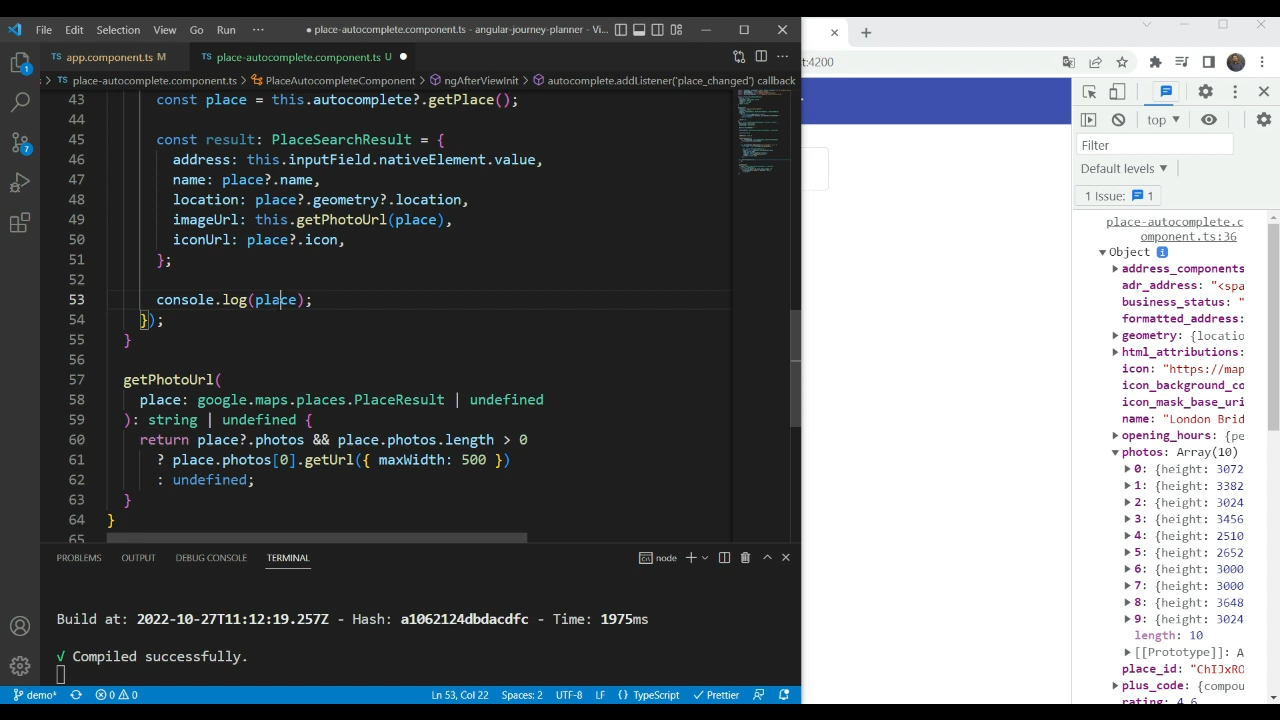 File Edit Selection View Go Run ··· ● place-autocomplete.component.ts - angular-journey-planner - Vi...
app.component.ts M place-autocomplete.component.ts U ●
> place-autocomplete.component.ts > PlaceAutocompleteComponent > ngAfterViewInit > autocomplete.addListener('place_changed') callback
43 const place = this.autocomplete?.getPlace();
44
45 const result: PlaceSearchResult = {
46 address: this.inputField.nativeElement.value,
47 name: place?.name,
48 location: place?.geometry?.location,
49 imageUrl: this.getPhotoUrl(place),
50 iconUrl: place?.icon,
51 };
52
53 console.log(place);
54 });
55 }
56
57 getPhotoUrl(
58 place: google.maps.places.PlaceResult | undefined
59 ): string | undefined {
60 return place?.photos && place.photos.length > 0
61 ? place.photos[0].getUrl({ maxWidth: 500 })
62 : undefined;
63 }
64 }
65
PROBLEMS OUTPUT DEBUG CONSOLE TERMINAL node
Build at: 2022-10-27T11:12:19.257Z - Hash: a1062124dbdacdfc - Time: 1975ms
√ Compiled successfully.
demo* 0 0 Ln 53, Col 22 Spaces: 2 UTF-8 LF {} TypeScript Prettier
1
7
:4200
top
Filter
Default levels
1 Issue: 1
place-autocomplete.c
omponent.ts:36
Object i
address_components
adr_address: "<spa
business_status: "
formatted_address:
geometry: {locatio
html_attributions:
icon: "https://map
icon_background_co
icon_mask_base_uri
name: "London Brid
opening_hours: {pe
photos: Array(10)
0: {height: 3072
1: {height: 3382
2: {height: 3024
3: {height: 3456
4: {height: 2510
5: {height: 2652
6: {height: 3000
7: {height: 3000
8: {height: 3648
9: {height: 3024
length: 10
[[Prototype]]: A
place_id: "ChIJxRO
plus_code: {compou
rating: 4.6